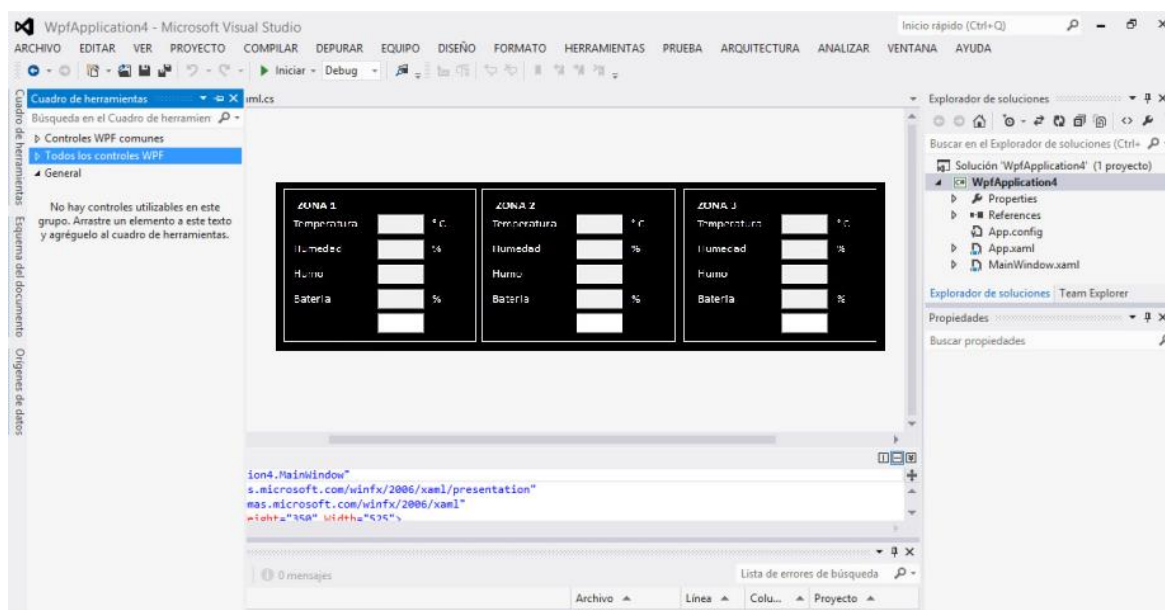 WpfApplication4 - Microsoft Visual Studio
Inicio rápido (Ctrl+Q)
ARCHIVO EDITAR VER PROYECTO COMPILAR DEPURAR EQUIPO DISEÑO FORMATO HERRAMIENTAS PRUEBA ARQUITECTURA ANALIZAR VENTANA AYUDA
Iniciar Debug
Cuadro de herramientas
Esquema del documento
Orígenes de datos
Cuadro de herramientas
Búsqueda en el Cuadro de herramien
Controles WPF comunes
Todos los controles WPF
General
No hay controles utilizables en este
grupo. Arrastre un elemento a este texto
y agréguelo al cuadro de herramientas.
ml.cs
ZONA 1
Temperatura ° C.
Humedad %
Humo
Bateria %
ZONA 2
Temperatura ° C
Humedad %
Humo
Bateria %
ZONA 3
Temperatura ° C
Humedad %
Humo
Bateria %
ion4.MainWindow"
s.microsoft.com/winfx/2006/xaml/presentation"
mas.microsoft.com/winfx/2006/xaml"
eight="350" Width="525">
0 mensajes
Lista de errores de búsqueda
Archivo Línea Colu... Proyecto
Explorador de soluciones
Buscar en el Explorador de soluciones (Ctrl+
Solución 'WpfApplication4' (1 proyecto)
WpfApplication4
Properties
References
App.config
App.xaml
MainWindow.xaml
Explorador de soluciones Team Explorer
Propiedades
Buscar propiedades